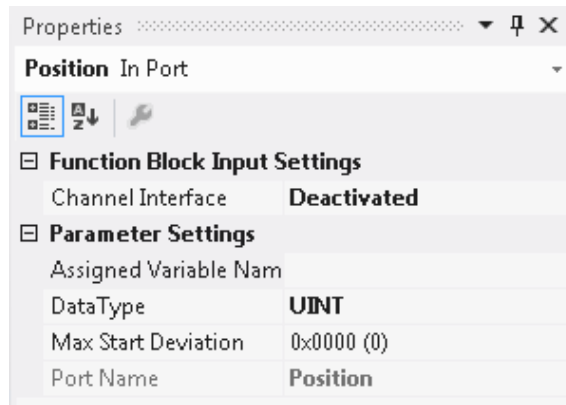 Properties
Position In Port
Function Block Input Settings
Channel Interface Deactivated
Parameter Settings
Assigned Variable Nam
DataType UINT
Max Start Deviation 0x0000 (0)
Port Name Position